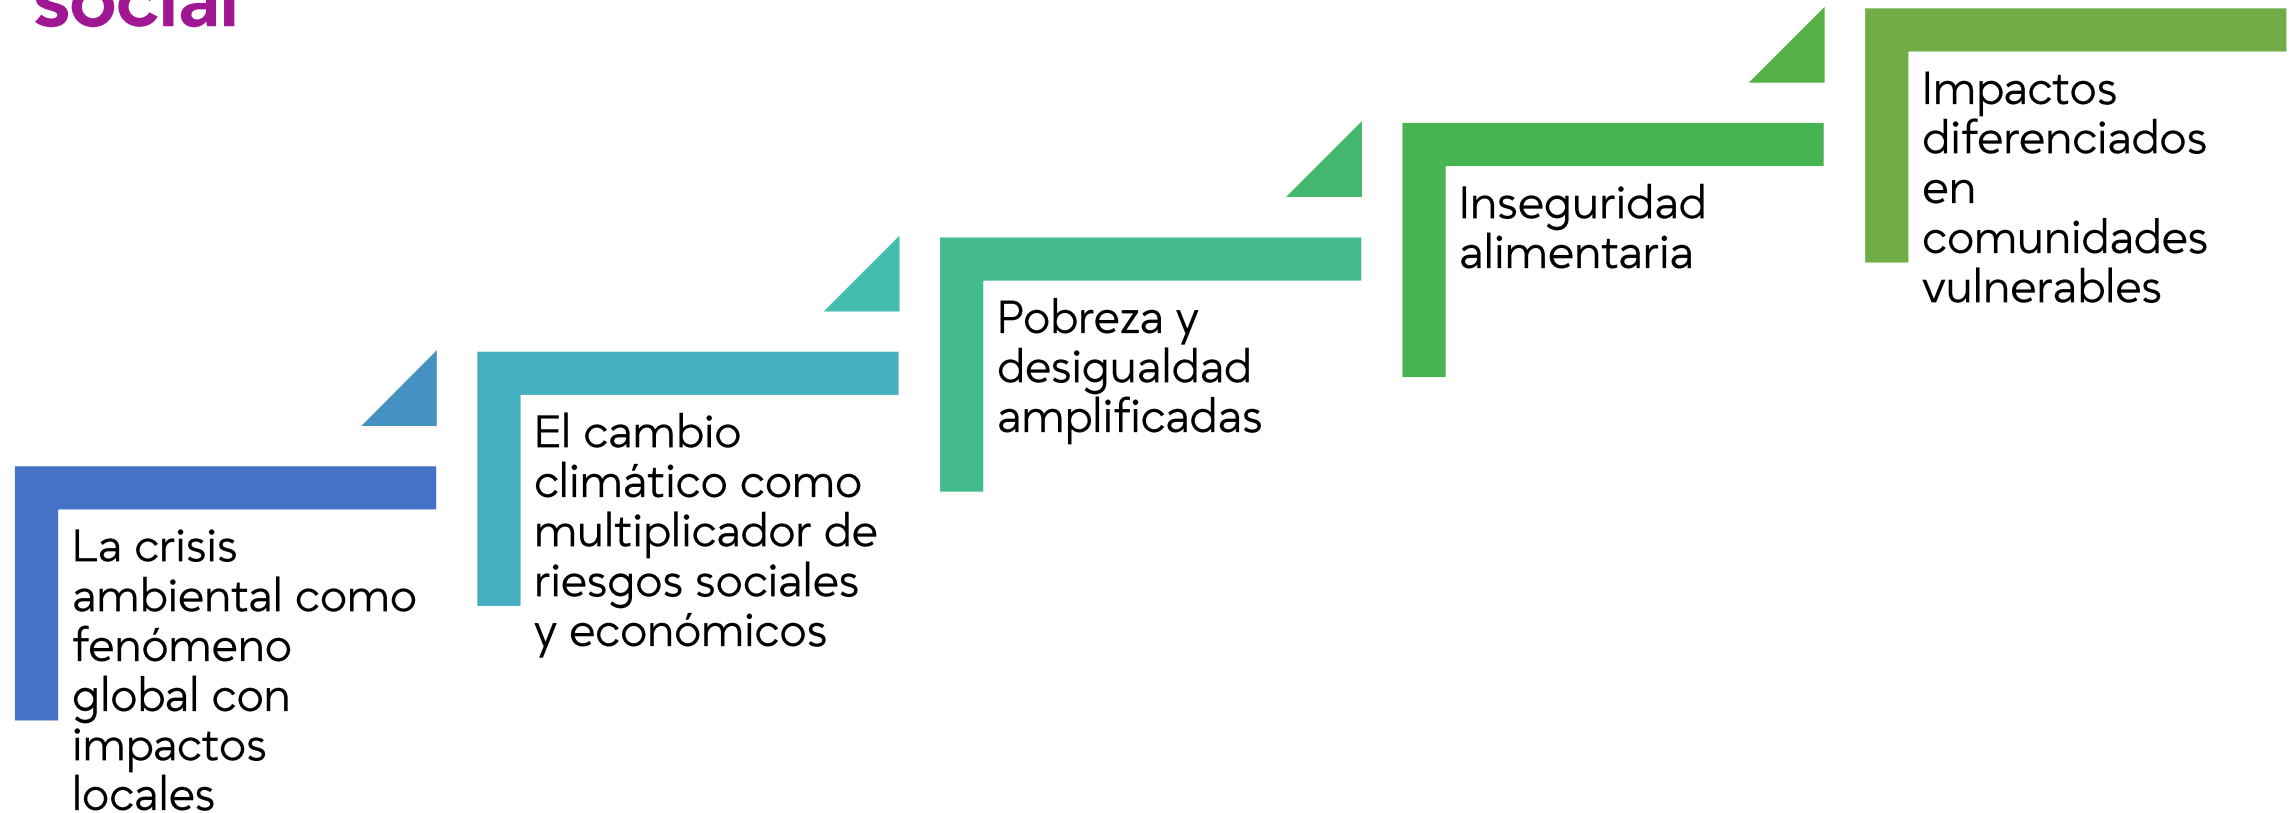 social
La crisis
ambiental como
fenómeno
global con
impactos
locales
El cambio
climático como
multiplicador de
riesgos sociales
y económicos
Pobreza y
desigualdad
amplificadas
Inseguridad
alimentaria
Impactos
diferenciados
en
comunidades
vulnerables